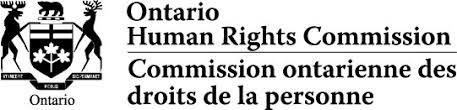 Ontario
Human Rights Commission
Commission ontarienne des
droits de la personne
Ontario